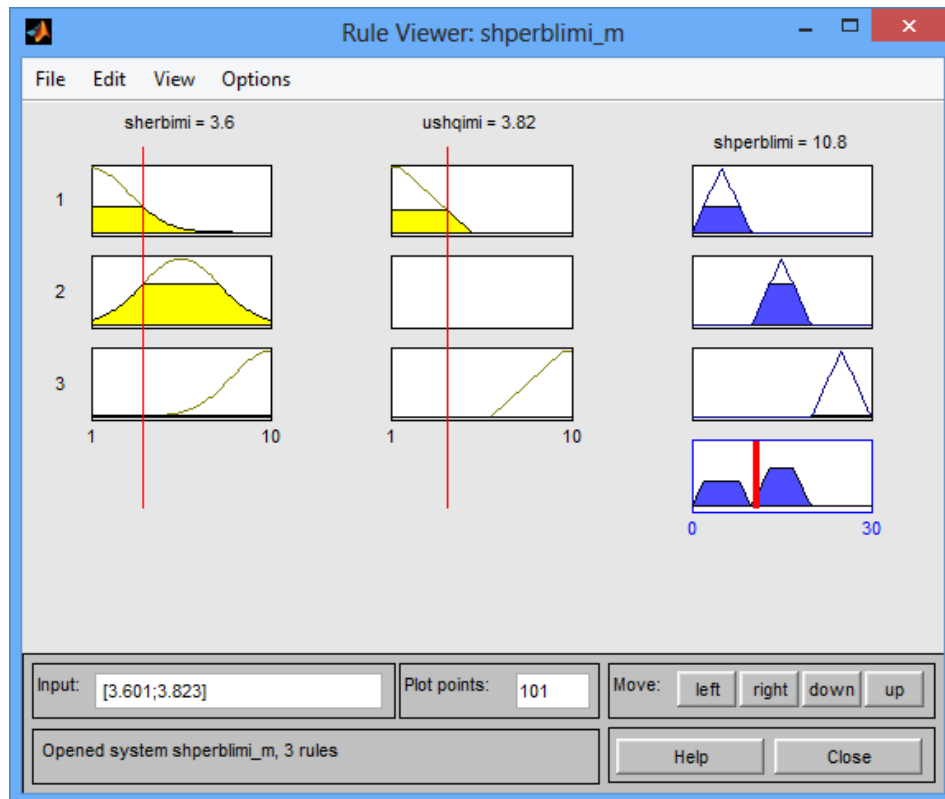 Rule Viewer: shperblimi_m
File Edit View Options
sherbimi = 3.6 ushqimi = 3.82 shperblimi = 10.8
1
2
3
1 10 1 10
0 30
Input: [3.601;3.823] Plot points: 101 Move: left right down up
Opened system shperblimi_m, 3 rules Help Close